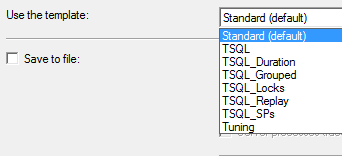 Use the template:
Standard (default)
Standard (default)
TSQL
TSQL_Duration
TSQL_Grouped
TSQL_Locks
TSQL_Replay
TSQL_SPs
Tuning
Save to file: